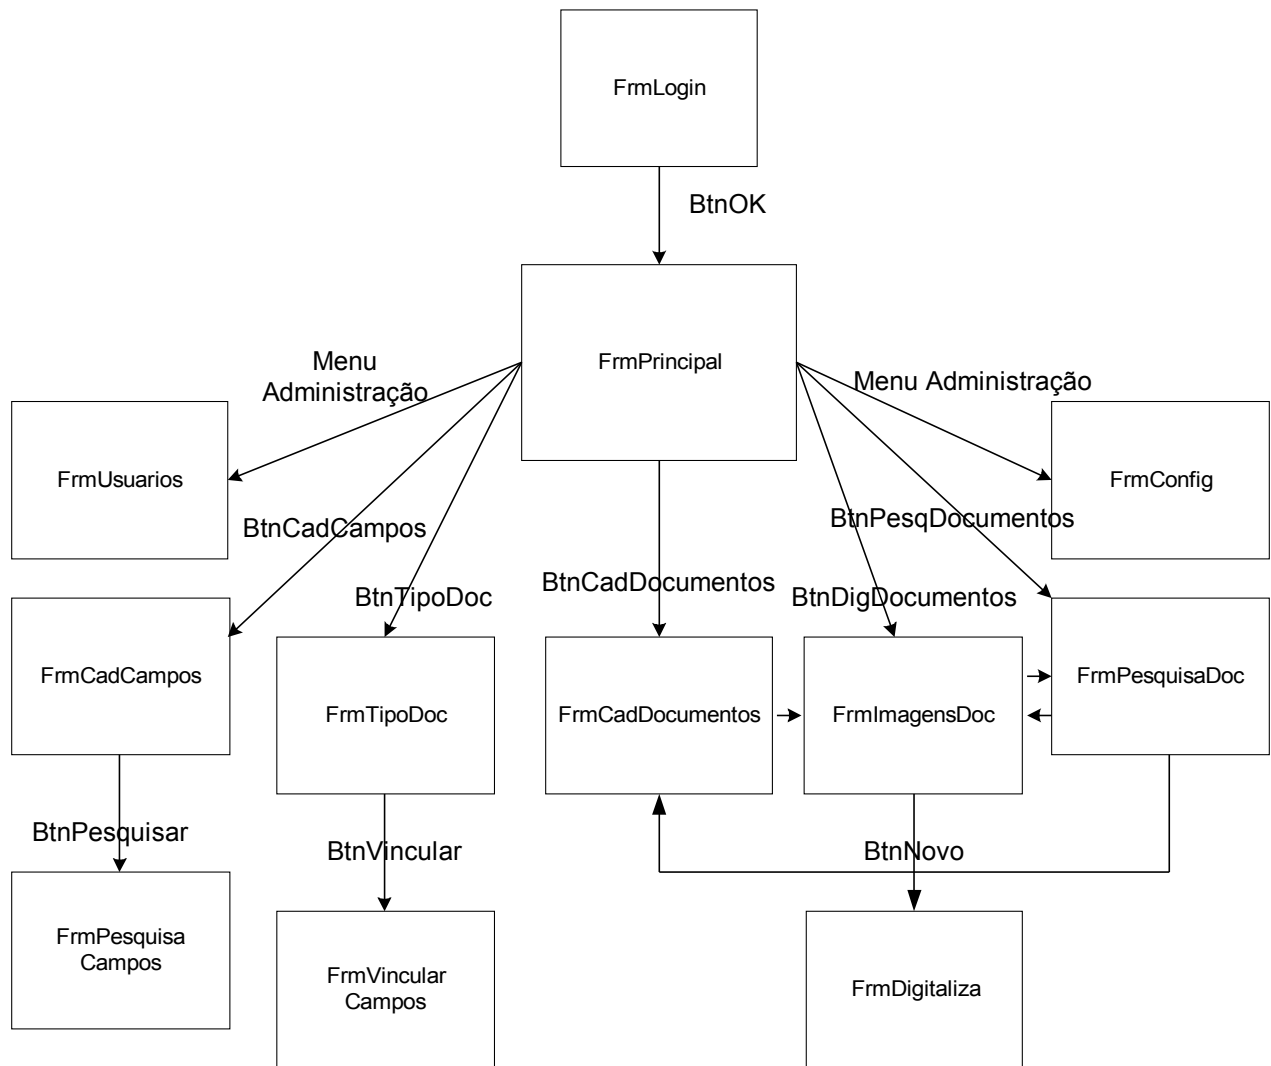 FrmLogin
BtnOK
FrmPrincipal
Menu
Administração
Menu Administração
FrmUsuarios
FrmConfig
BtnCadCampos
BtnPesqDocumentos
BtnTipoDoc
BtnCadDocumentos
BtnDigDocumentos
FrmCadCampos
FrmTipoDoc
FrmCadDocumentos
FrmImagensDoc
FrmPesquisaDoc
BtnPesquisar
BtnVincular
BtnNovo
FrmPesquisa
Campos
FrmVincular
Campos
FrmDigitaliza